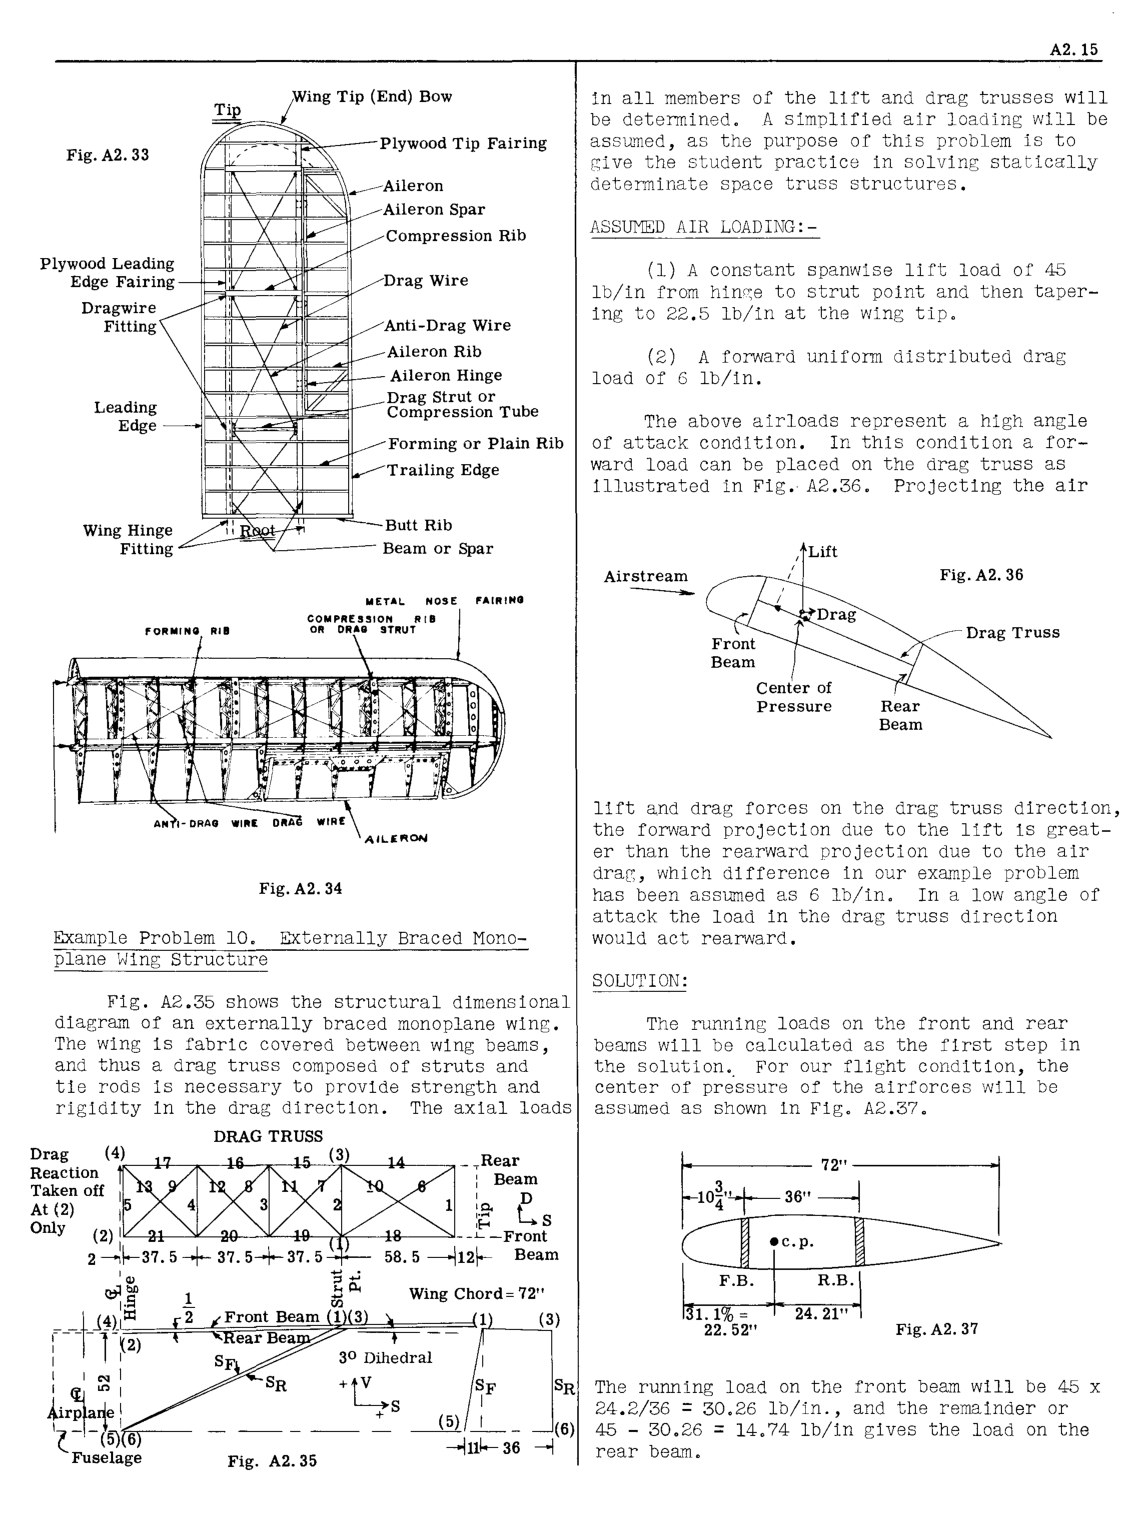 A2.15
Wing Tip (End) Bow
Tip
Fig. A2.33
Plywood Tip Fairing
Aileron
Aileron Spar
Compression Rib
Plywood Leading
Edge Fairing
Drag Wire
Dragwire
Fitting
Anti-Drag Wire
Aileron Rib
Aileron Hinge
Drag Strut or
Compression Tube
Leading
Edge
Forming or Plain Rib
Trailing Edge
Butt Rib
Wing Hinge
Fitting
Root
Beam or Spar
METAL NOSE FAIRING
COMPRESSION RIB
OR DRAG STRUT
FORMING RIB
ANTI-DRAG WIRE DRAG WIRE
AILERON
Fig. A2.34
Example Problem 10. Externally Braced Mono-
plane Wing Structure
Fig. A2.35 shows the structural dimensional
diagram of an externally braced monoplane wing.
The wing is fabric covered between wing beams,
and thus a drag truss composed of struts and
tie rods is necessary to provide strength and
rigidity in the drag direction. The axial loads
DRAG TRUSS
Drag
Reaction
Taken off
At (2)
Only
(4)
17
16
15
(3)
14
Rear
Beam
13
9
12
8
11
7
10
6
5
4
3
2
1
D
S
Tip
(2)
21
20
19
(1)
18
Front
Beam
2
37.5
37.5
37.5
58.5
12
℄ Hinge
Strut
Pt.
Wing Chord = 72"
1/2
Front Beam (1)(3)
Rear Beam
(4)
(2)
(1)
(3)
3° Dihedral
SF
SR
+V
S
+
52
℄
Airplane
SF
SR
(5)
(6)
(5)(6)
Fuselage
11
36
Fig. A2.35
in all members of the lift and drag trusses will
be determined. A simplified air loading will be
assumed, as the purpose of this problem is to
give the student practice in solving statically
determinate space truss structures.
ASSUMED AIR LOADING:-
(1) A constant spanwise lift load of 45
lb/in from hinge to strut point and then taper-
ing to 22.5 lb/in at the wing tip.
(2) A forward uniform distributed drag
load of 6 lb/in.
The above airloads represent a high angle
of attack condition. In this condition a for-
ward load can be placed on the drag truss as
illustrated in Fig. A2.36. Projecting the air
Lift
Airstream
Fig. A2.36
Drag
Drag Truss
Front
Beam
Center of
Pressure
Rear
Beam
lift and drag forces on the drag truss direction,
the forward projection due to the lift is great-
er than the rearward projection due to the air
drag, which difference in our example problem
has been assumed as 6 lb/in. In a low angle of
attack the load in the drag truss direction
would act rearward.
SOLUTION:
The running loads on the front and rear
beams will be calculated as the first step in
the solution. For our flight condition, the
center of pressure of the airforces will be
assumed as shown in Fig. A2.37.
72"
10 3/4"
36"
c.p.
F.B.
R.B.
31.1% =
22.52"
24.21"
Fig. A2.37
The running load on the front beam will be 45 x
24.2/36 = 30.26 lb/in., and the remainder or
45 - 30.26 = 14.74 lb/in gives the load on the
rear beam.